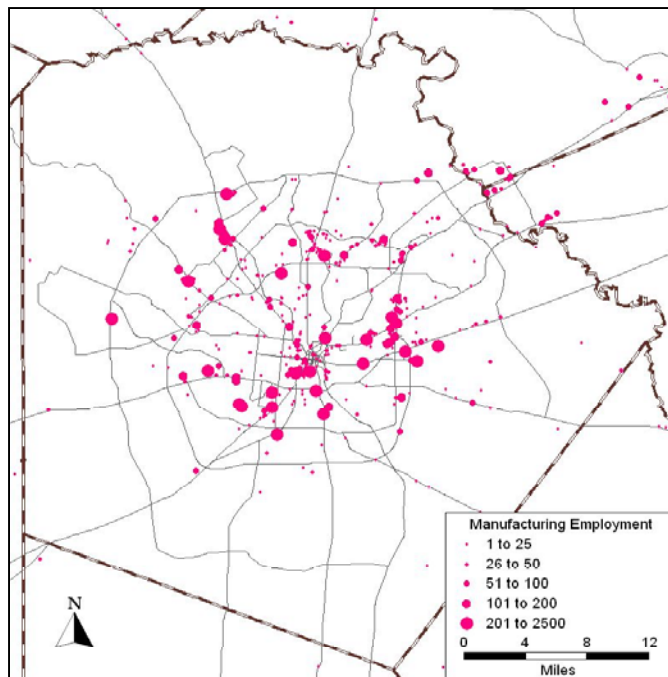 Manufacturing Employment
1 to 25
26 to 50
51 to 100
101 to 200
201 to 2500
N
0 4 8 12
Miles